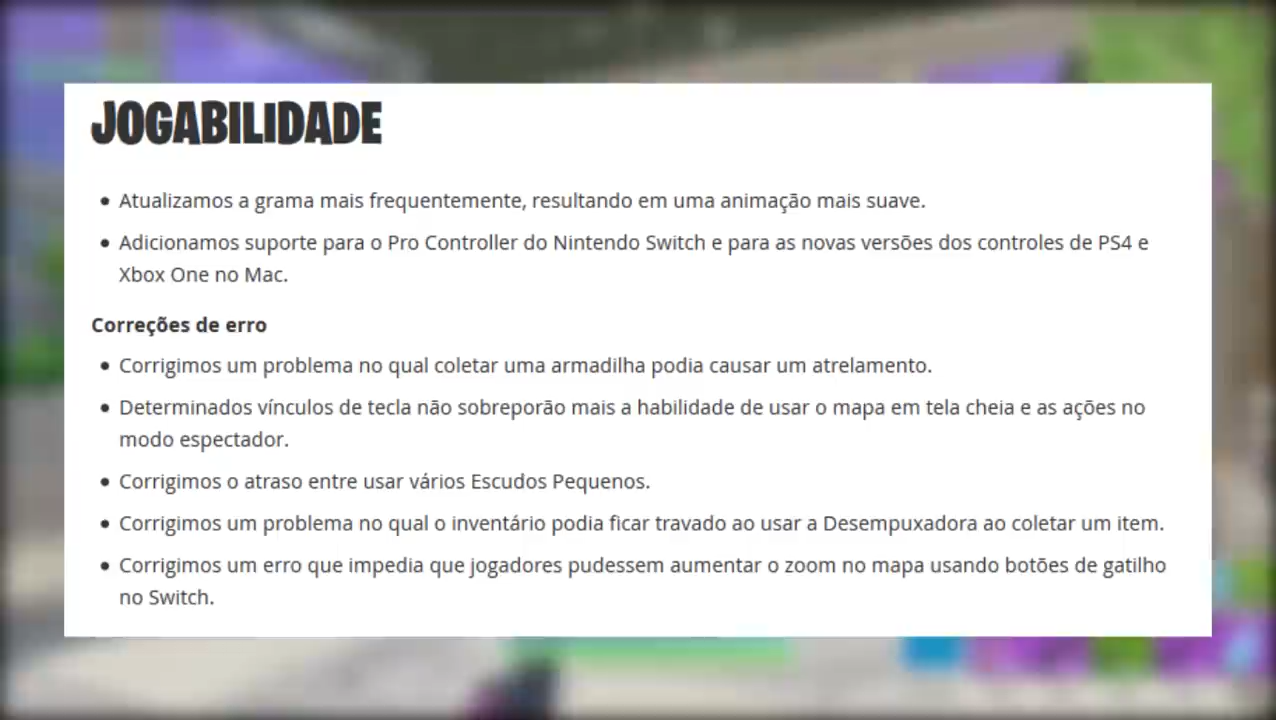 JOGABILIDADE
• Atualizamos a grama mais frequentemente, resultando em uma animação mais suave.
• Adicionamos suporte para o Pro Controller do Nintendo Switch e para as novas versões dos controles de PS4 e
Xbox One no Mac.
Correções de erro
• Corrigimos um problema no qual coletar uma armadilha podia causar um atrelamento.
• Determinados vínculos de tecla não sobreporão mais a habilidade de usar o mapa em tela cheia e as ações no
modo espectador.
• Corrigimos o atraso entre usar vários Escudos Pequenos.
• Corrigimos um problema no qual o inventário podia ficar travado ao usar a Desempuxadora ao coletar um item.
• Corrigimos um erro que impedia que jogadores pudessem aumentar o zoom no mapa usando botões de gatilho
no Switch.